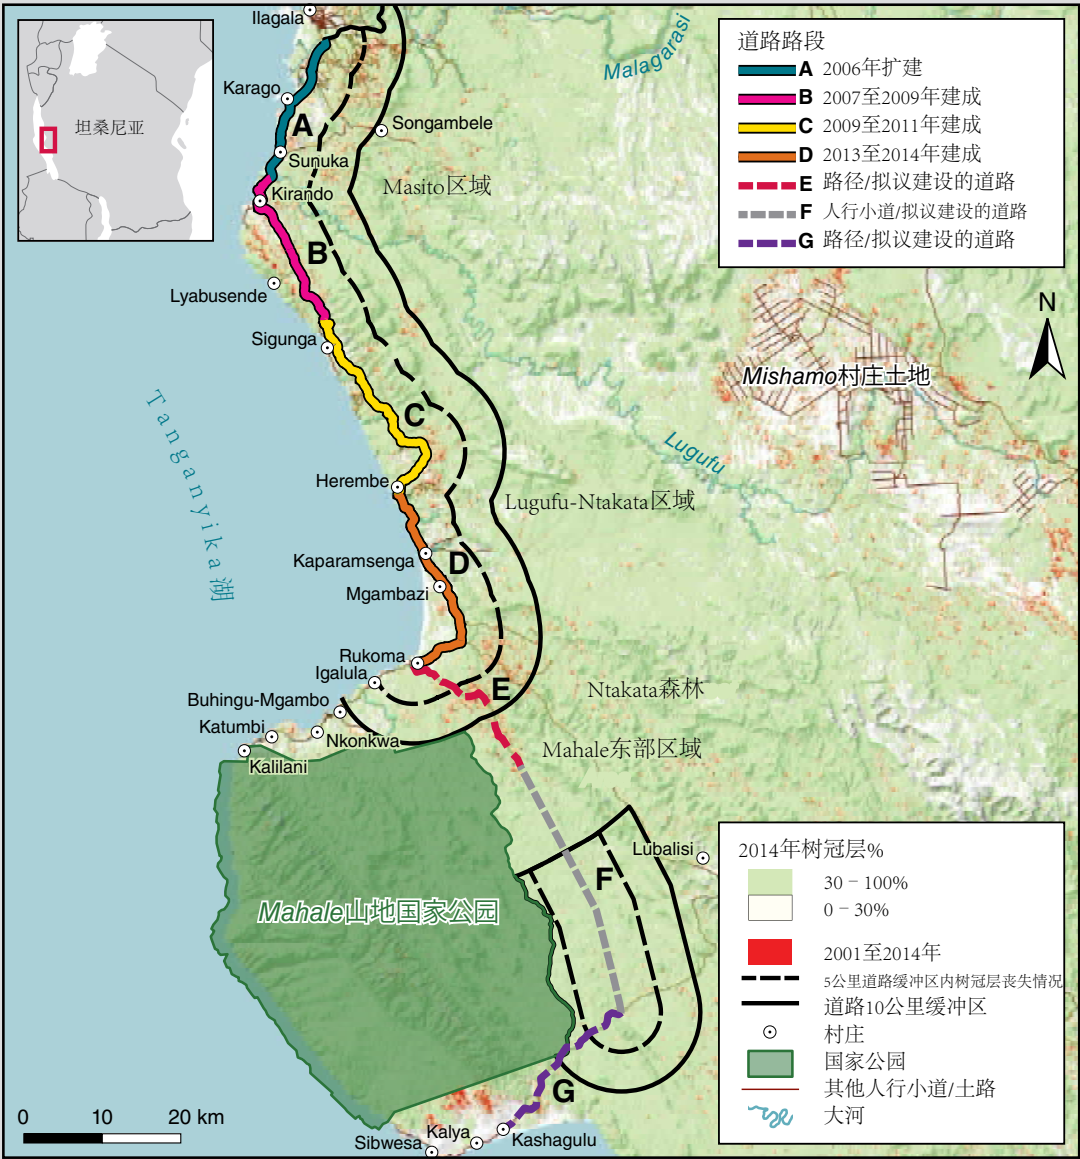 Ilagala
Malagarasi
坦桑尼亚
Karago
A
Songambele
Sunuka
Masito区域
Kirando
B
Lyabusende
Sigunga
道路路段
A 2006年扩建
B 2007至2009年建成
C 2009至2011年建成
D 2013至2014年建成
E 路径/拟议建设的道路
F 人行小道/拟议建设的道路
G 路径/拟议建设的道路
N
Mishamo村庄土地
Tanganyika湖
C
Lugufu
Herembe
Lugufu-Ntakata区域
Kaparamsenga
D
Mgambazi
Rukoma
Igalula
E
Ntakata森林
Buhingu-Mgambo
Katumbi
Nkonkwa
Mahale东部区域
Kalilani
Lubalisi
F
Mahale山地国家公园
G
Kashagulu
Kalya
Sibwesa
0 10 20 km
2014年树冠层%
30 – 100%
0 – 30%
2001至2014年
5公里道路缓冲区内树冠层丧失情况
道路10公里缓冲区
村庄
国家公园
其他人行小道/土路
大河